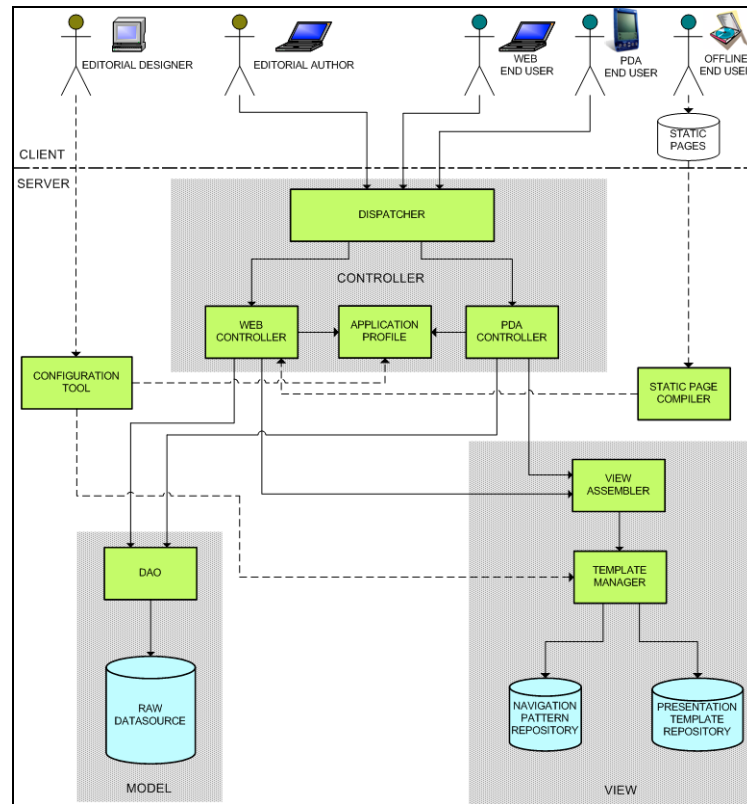 EDITORIAL DESIGNER
EDITORIAL AUTHOR
WEB
END USER
PDA
END USER
OFFLINE
END USER
STATIC
PAGES
CLIENT
SERVER
DISPATCHER
CONTROLLER
WEB
CONTROLLER
APPLICATION
PROFILE
PDA
CONTROLLER
CONFIGURATION
TOOL
STATIC PAGE
COMPILER
VIEW
ASSEMBLER
DAO
TEMPLATE
MANAGER
RAW
DATASOURCE
NAVIGATION
PATTERN
REPOSITORY
PRESENTATION
TEMPLATE
REPOSITORY
MODEL
VIEW